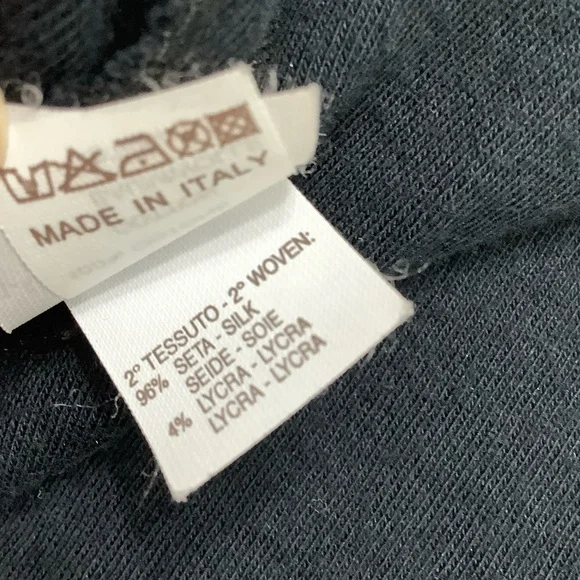 MADE IN ITALY
2° TESSUTO - 2° WOVEN:
96% SETA - SILK
SEIDE - SOIE
4% LYCRA - LYCRA
LYCRA - LYCRA